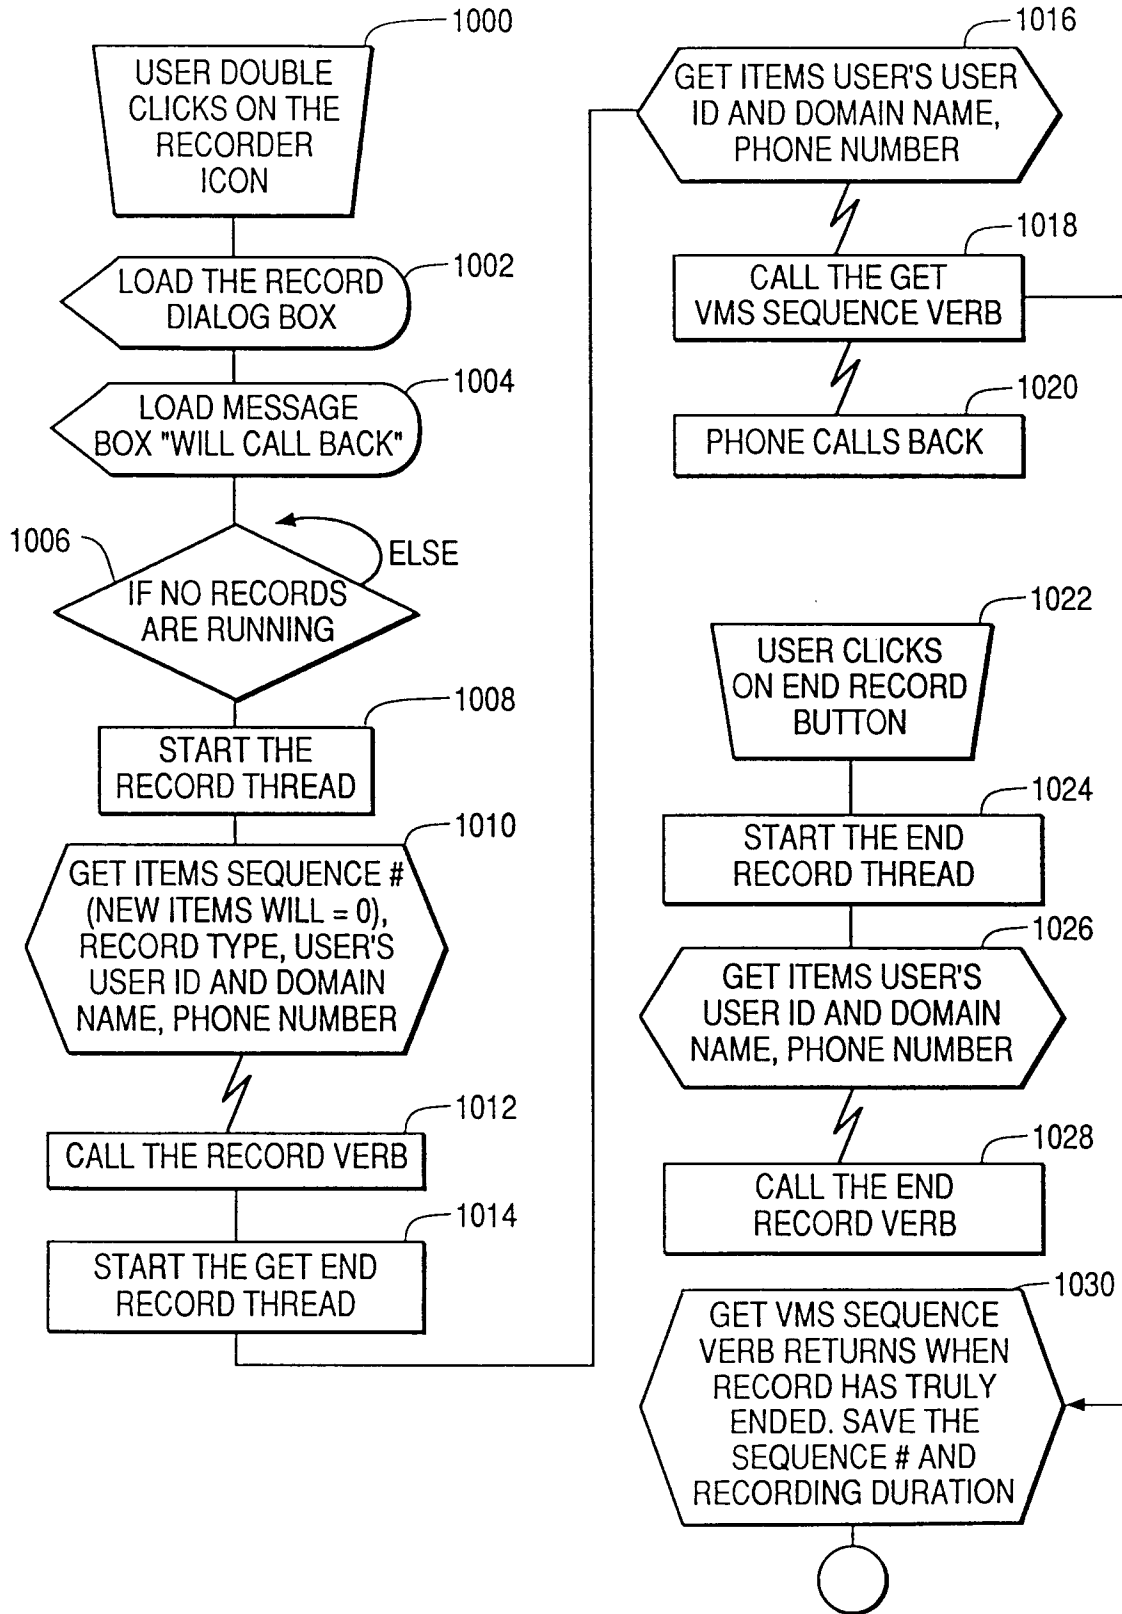 1000
USER DOUBLE
CLICKS ON THE
RECORDER
ICON
1002
LOAD THE RECORD
DIALOG BOX
1004
LOAD MESSAGE
BOX "WILL CALL BACK"
1006
ELSE
IF NO RECORDS
ARE RUNNING
1008
START THE
RECORD THREAD
1010
GET ITEMS SEQUENCE #
(NEW ITEMS WILL = 0),
RECORD TYPE, USER'S
USER ID AND DOMAIN
NAME, PHONE NUMBER
1012
CALL THE RECORD VERB
1014
START THE GET END
RECORD THREAD
1016
GET ITEMS USER'S USER
ID AND DOMAIN NAME,
PHONE NUMBER
1018
CALL THE GET
VMS SEQUENCE VERB
1020
PHONE CALLS BACK
1022
USER CLICKS
ON END RECORD
BUTTON
1024
START THE END
RECORD THREAD
1026
GET ITEMS USER'S
USER ID AND DOMAIN
NAME, PHONE NUMBER
1028
CALL THE END
RECORD VERB
1030
GET VMS SEQUENCE
VERB RETURNS WHEN
RECORD HAS TRULY
ENDED. SAVE THE
SEQUENCE # AND
RECORDING DURATION